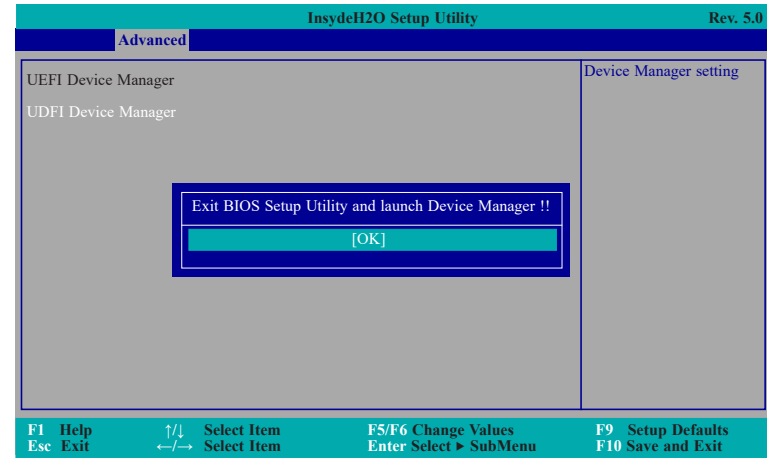 InsydeH2O Setup Utility Rev. 5.0
Advanced
UEFI Device Manager
Device Manager setting
UDFI Device Manager
Exit BIOS Setup Utility and launch Device Manager !!
[OK]
F1 Help ↑/↓ Select Item F5/F6 Change Values F9 Setup Defaults
Esc Exit ←/→ Select Item Enter Select ► SubMenu F10 Save and Exit